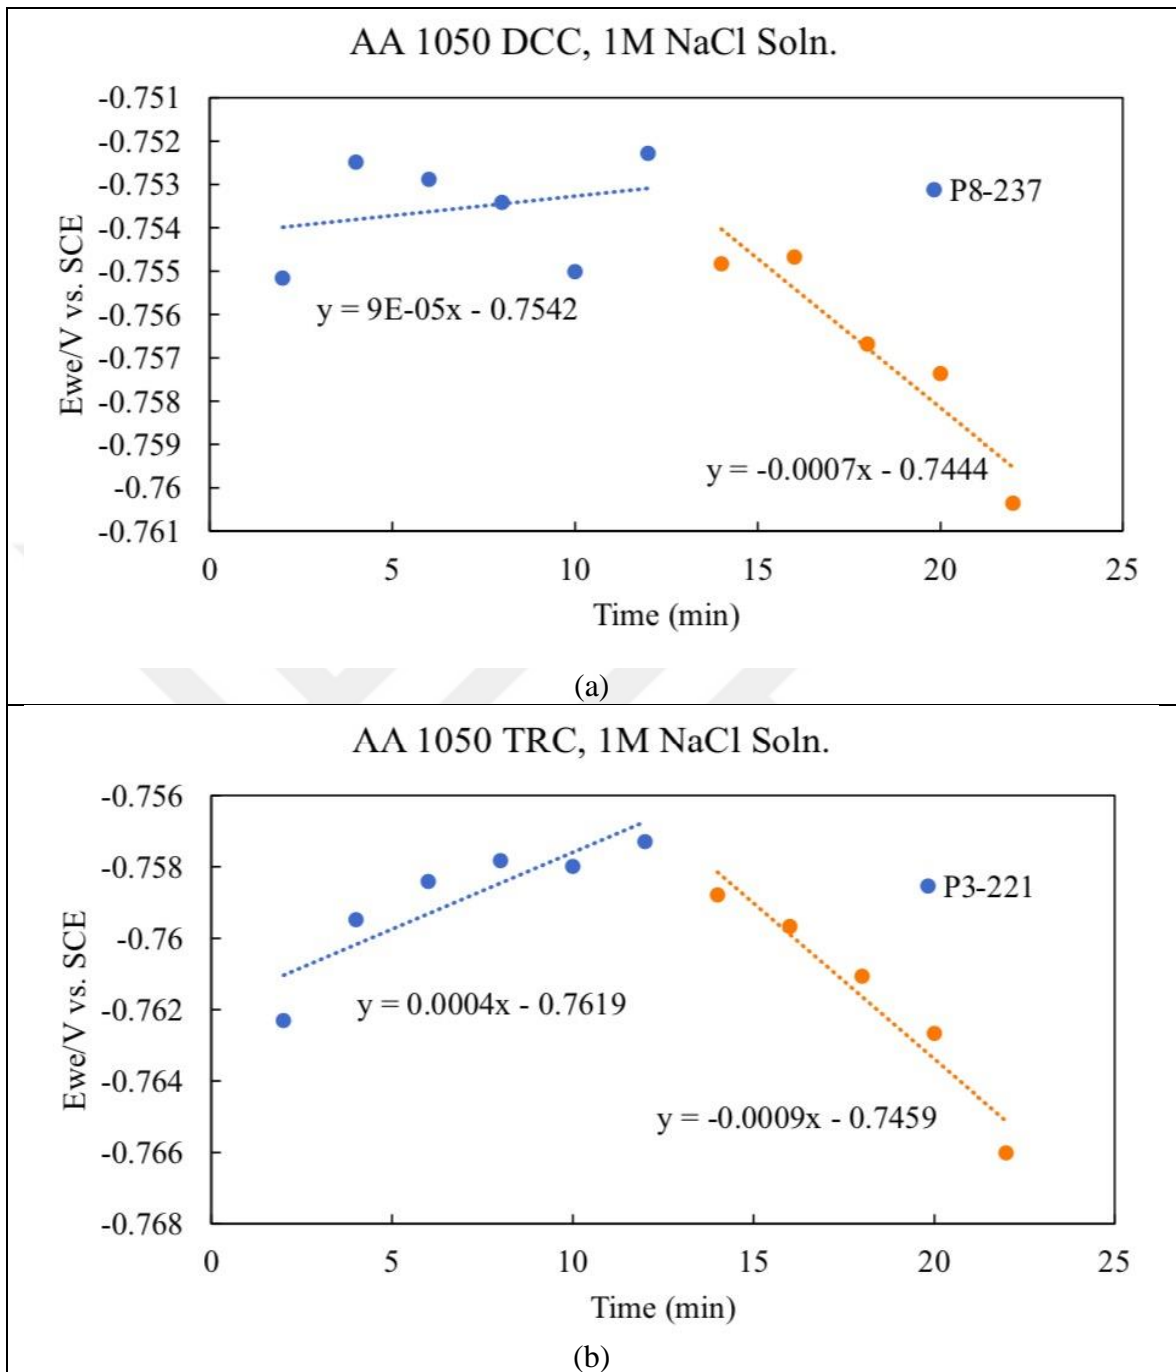 AA 1050 DCC, 1M NaCl Soln.
-0.751
-0.752
-0.753
-0.754
-0.755
-0.756
-0.757
-0.758
-0.759
-0.76
-0.761
Ewe/V vs. SCE
P8-237
y = 9E-05x - 0.7542
y = -0.0007x - 0.7444
0 5 10 15 20 25
Time (min)
(a)
AA 1050 TRC, 1M NaCl Soln.
-0.756
-0.758
-0.76
-0.762
-0.764
-0.766
-0.768
Ewe/V vs. SCE
P3-221
y = 0.0004x - 0.7619
y = -0.0009x - 0.7459
0 5 10 15 20 25
Time (min)
(b)